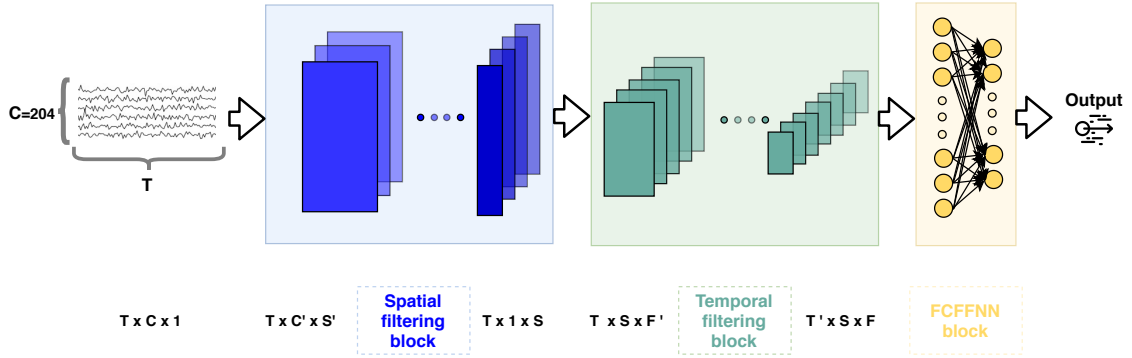 C=204
T
Output
T x C x 1
T x C' x S'
Spatial
filtering
block
T x 1 x S
T x S x F '
Temporal
filtering
block
T ' x S x F
FCFFNN
block